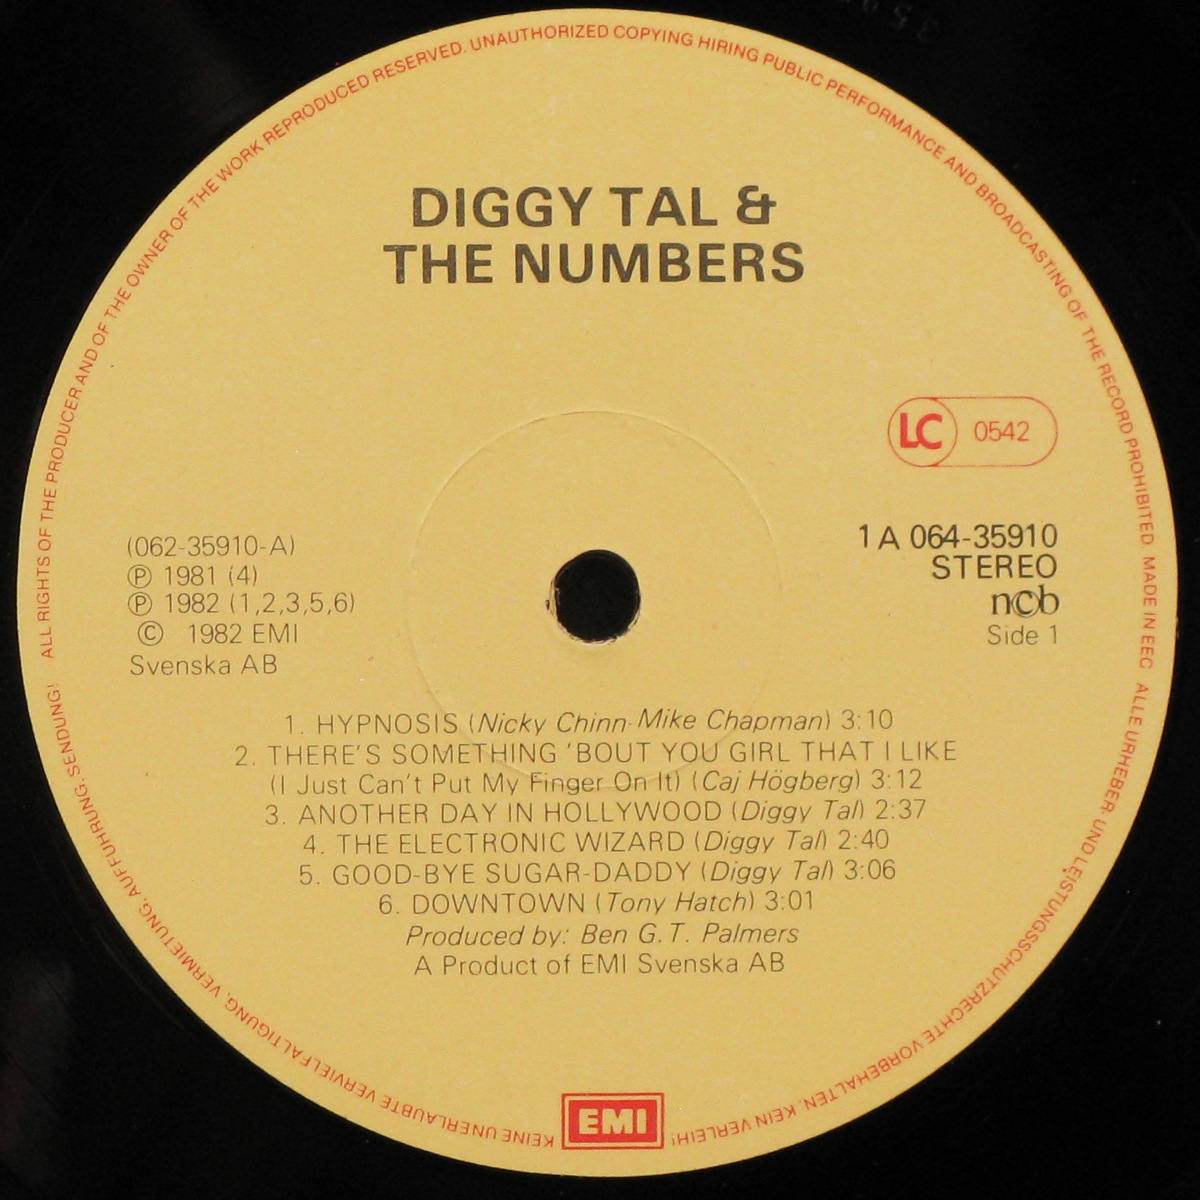 ALL RIGHTS OF THE PRODUCER AND OF THE OWNER OF THE WORK REPRODUCED RESERVED. UNAUTHORIZED COPYING HIRING PUBLIC PERFORMANCE AND BROADCASTING OF THE RECORD PROHIBITED. MADE IN EEC
DIGGY TAL &
THE NUMBERS
LC 0542
(062-35910-A)
Ⓟ 1981 (4)
Ⓟ 1982 (1,2,3,5,6)
© 1982 EMI
Svenska AB
1 A 064-35910
STEREO
ncb
Side 1
1. HYPNOSIS (Nicky Chinn-Mike Chapman) 3:10
2. THERE'S SOMETHING 'BOUT YOU GIRL THAT I LIKE
(I Just Can't Put My Finger On It) (Caj Högberg) 3:12
3. ANOTHER DAY IN HOLLYWOOD (Diggy Tal) 2:37
4. THE ELECTRONIC WIZARD (Diggy Tal) 2:40
5. GOOD-BYE SUGAR-DADDY (Diggy Tal) 3:06
6. DOWNTOWN (Tony Hatch) 3:01
Produced by: Ben G.T. Palmers
A Product of EMI Svenska AB
ALLE URHEBER- UND LEISTUNGSSCHUTZRECHTE VORBEHALTEN. KEIN VERLEIH!
KEINE UNERLAUBTE VERVIELFÄLTIGUNG, VERMIETUNG, AUFFÜHRUNG, SENDUNG!
EMI